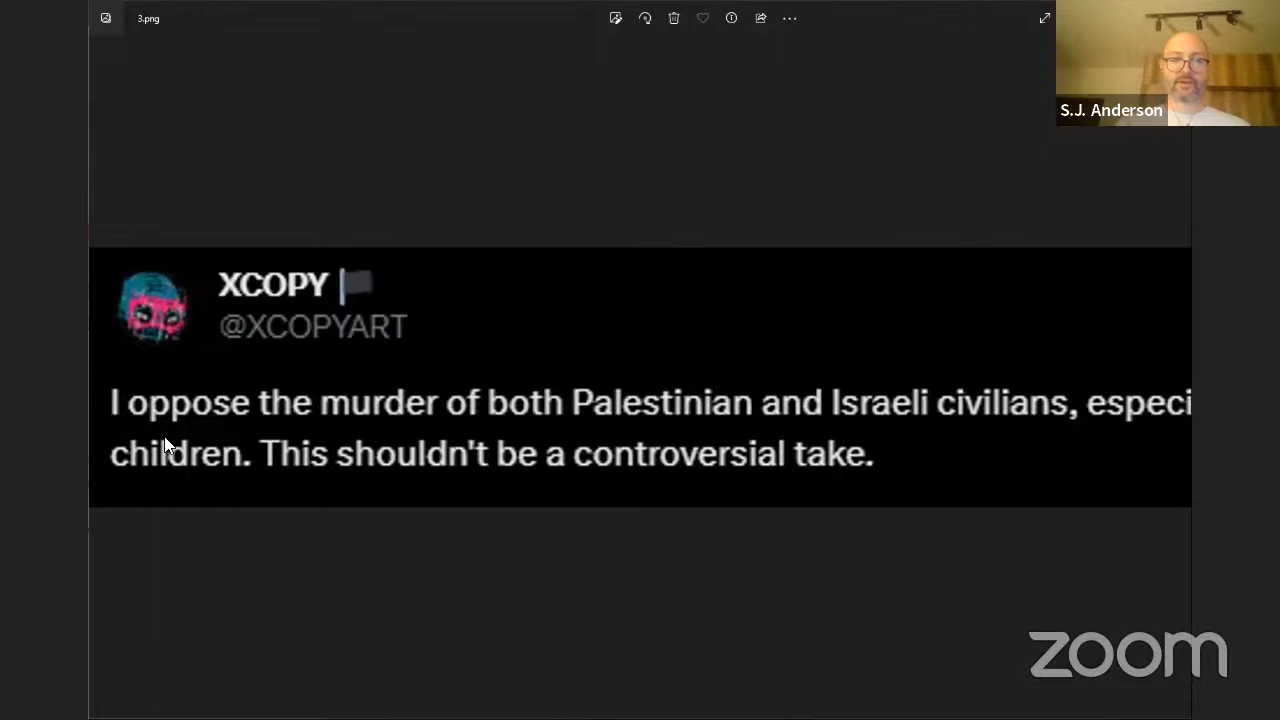 3.png
S.J. Anderson
XCOPY
@XCOPYART
I oppose the murder of both Palestinian and Israeli civilians, especi
children. This shouldn't be a controversial take.
zoom